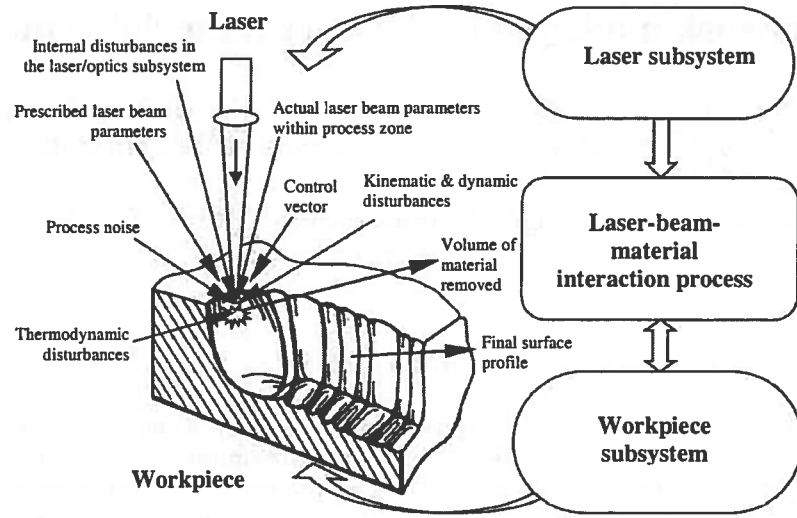 Laser
Internal disturbances in
the laser/optics subsystem
Prescribed laser beam
parameters
Actual laser beam parameters
within process zone
Control
vector
Kinematic & dynamic
disturbances
Process noise
Volume of
material
removed
Thermodynamic
disturbances
Final surface
profile
Workpiece
Laser subsystem
Laser-beam-
material
interaction process
Workpiece
subsystem